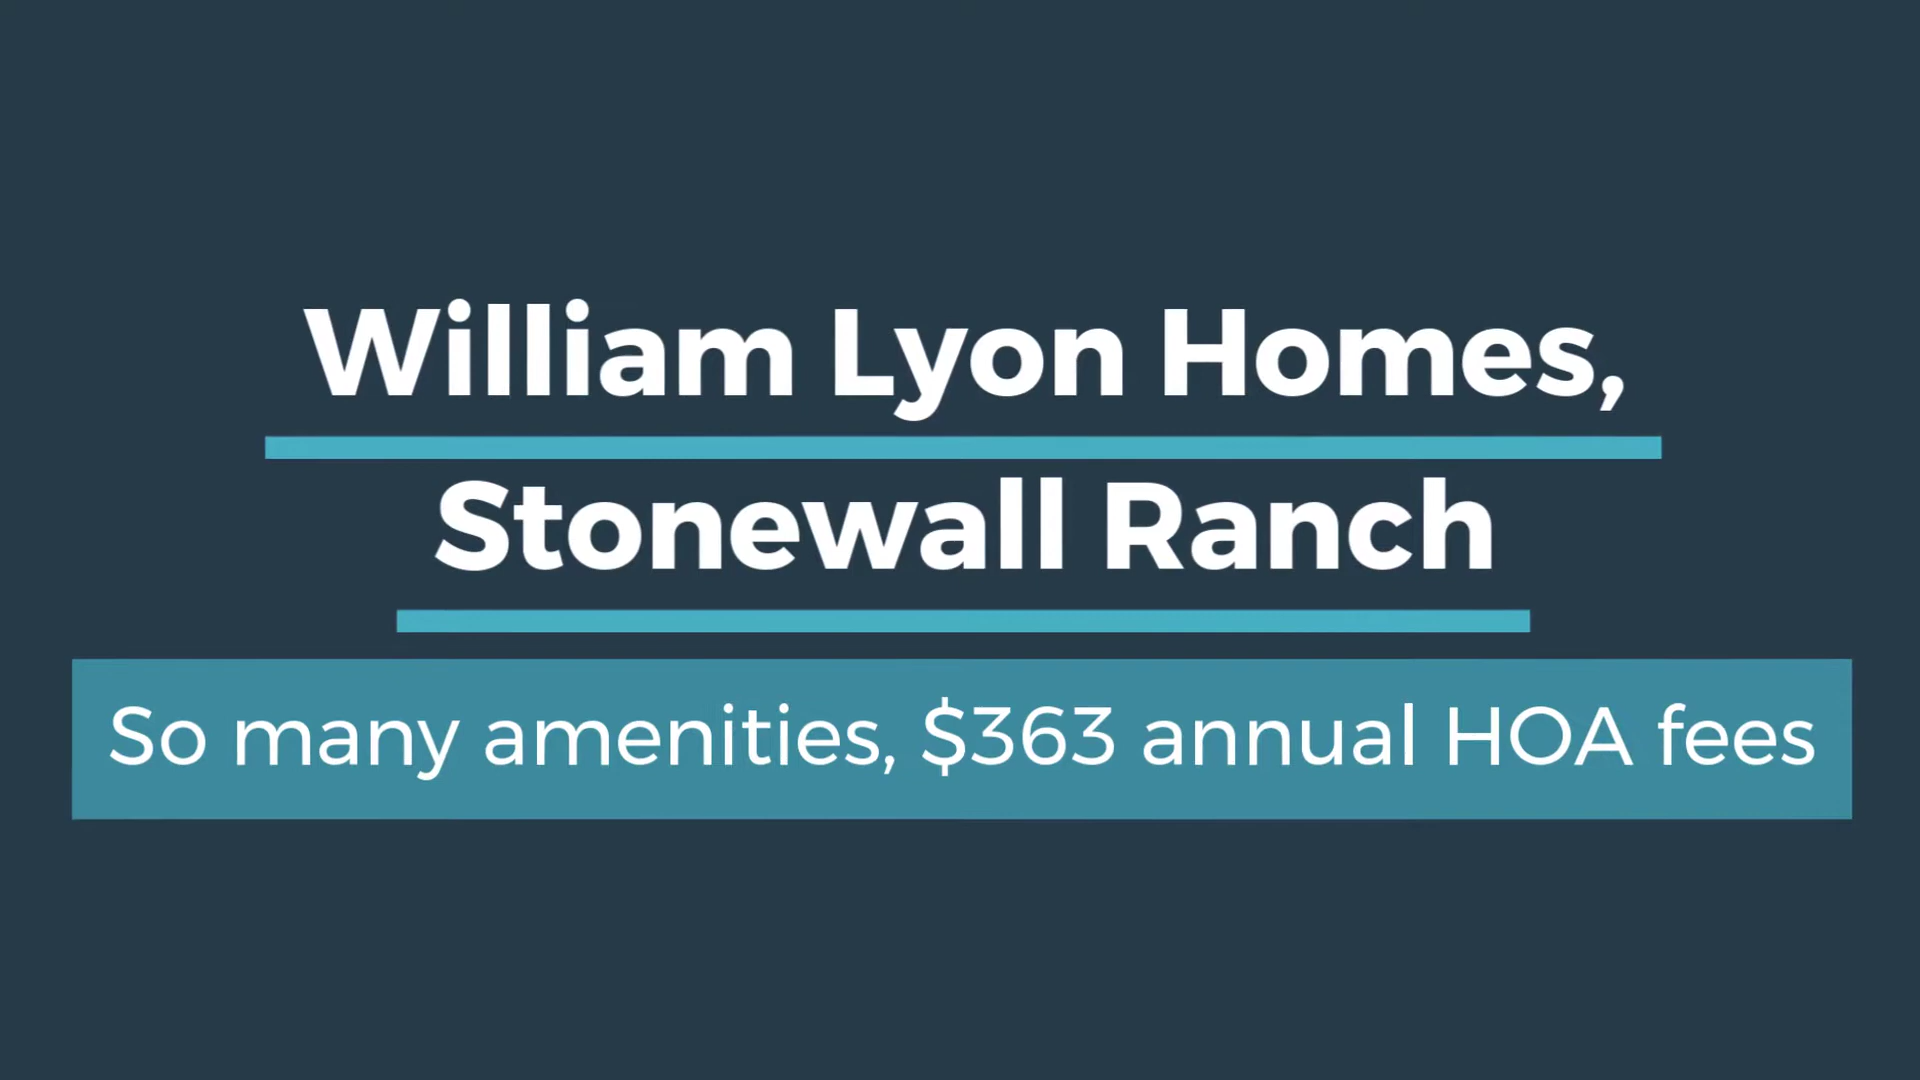 William Lyon Homes,
Stonewall Ranch
So many amenities, $363 annual HOA fees